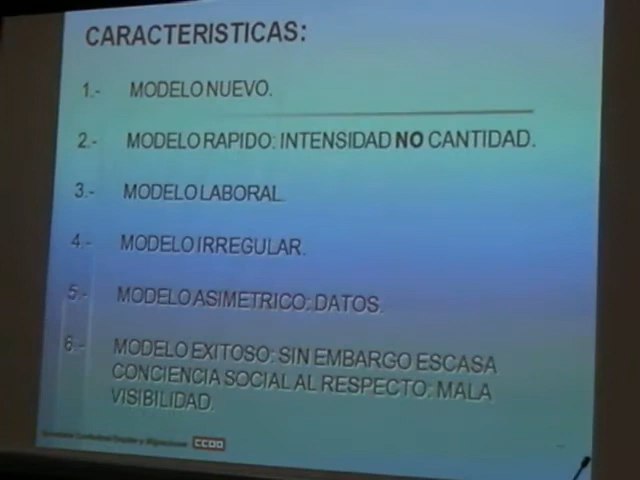 CARACTERISTICAS:
1.- MODELO NUEVO.
2.- MODELO RAPIDO: INTENSIDAD NO CANTIDAD.
3.- MODELO LABORAL.
4.- MODELO IRREGULAR.
5.- MODELO ASIMETRICO: DATOS.
6.- MODELO EXITOSO: SIN EMBARGO ESCASA
CONCIENCIA SOCIAL AL RESPECTO: MALA
VISIBILIDAD.
CCOO